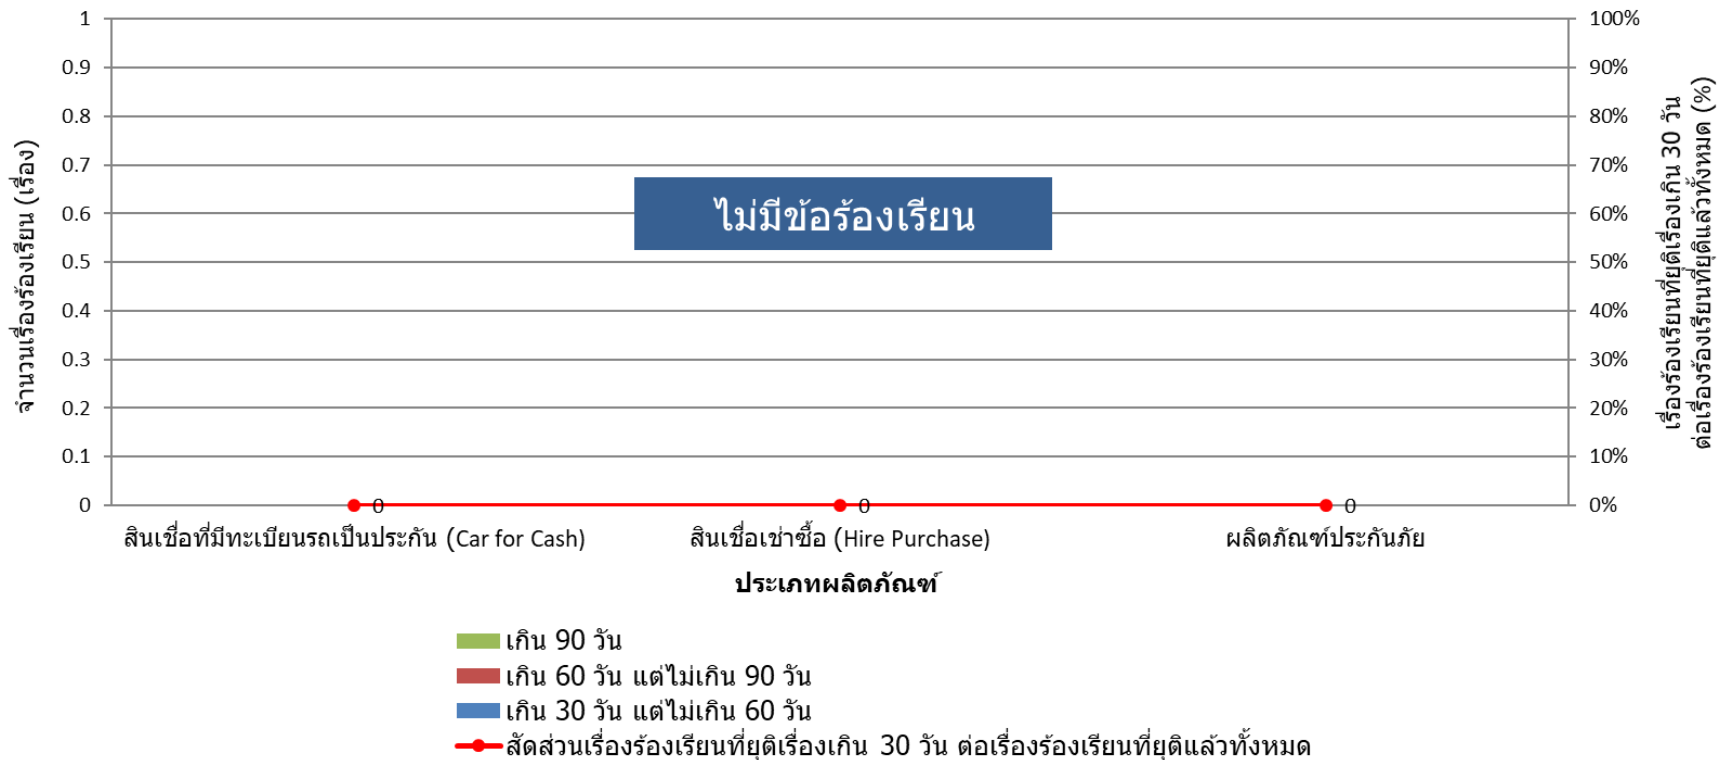 1
0.9
0.8
0.7
0.6
0.5
0.4
0.3
0.2
0.1
0
จำนวนเรื่องร้องเรียน (เรื่อง)
ไม่มีข้อร้องเรียน
100%
90%
80%
70%
60%
50%
40%
30%
20%
10%
0%
เรื่องร้องเรียนที่ยุติเรื่องเกิน 30 วัน
ต่อเรื่องร้องเรียนที่ยุติแล้วทั้งหมด (%)
0
0
0
สินเชื่อที่มีทะเบียนรถเป็นประกัน (Car for Cash)
สินเชื่อเช่าซื้อ (Hire Purchase)
ผลิตภัณฑ์ประกันภัย
ประเภทผลิตภัณฑ์
เกิน 90 วัน
เกิน 60 วัน แต่ไม่เกิน 90 วัน
เกิน 30 วัน แต่ไม่เกิน 60 วัน
สัดส่วนเรื่องร้องเรียนที่ยุติเรื่องเกิน 30 วัน ต่อเรื่องร้องเรียนที่ยุติแล้วทั้งหมด